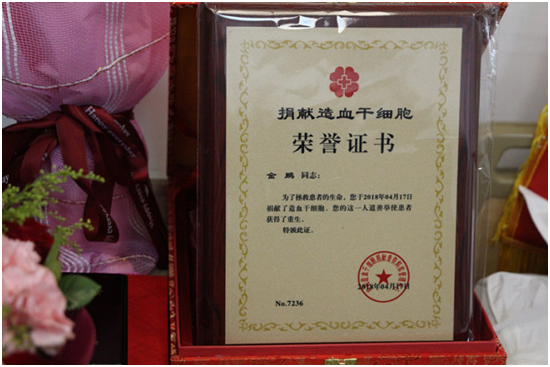 捐献造血干细胞
荣誉证书
金 鹏 同志：
为了拯救患者的生命，您于2018年04月17日
捐献了造血干细胞。您的这一人道善举使患者
获得了重生。
特颁此证。
2018年04月17日
No.7236